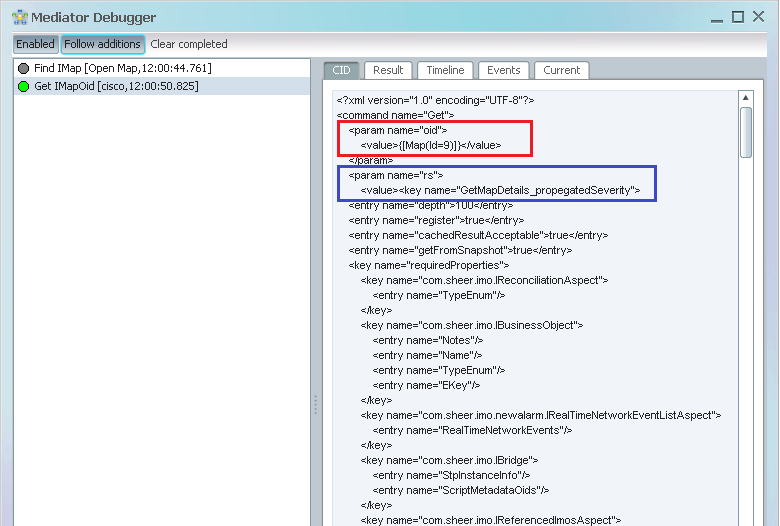 Mediator Debugger
Enabled Follow additions Clear completed
Find IMap [Open Map,12:00:44.761]
Get IMapOid [cisco,12:00:50.825]
CID Result Timeline Events Current
<?xml version="1.0" encoding="UTF-8"?>
<command name="Get">
<param name="oid">
<value>{[Map(Id=9)]}</value>
</param>
<param name="rs">
<value><key name="GetMapDetails_propegatedSeverity">
<entry name="depth">100</entry>
<entry name="register">true</entry>
<entry name="cachedResultAcceptable">true</entry>
<entry name="getFromSnapshot">true</entry>
<key name="requiredProperties">
<key name="com.sheer.imo.IReconciliationAspect">
<entry name="TypeEnum"/>
</key>
<key name="com.sheer.imo.IBusinessObject">
<entry name="Notes"/>
<entry name="Name"/>
<entry name="TypeEnum"/>
<entry name="EKey"/>
</key>
<key name="com.sheer.imo.newalarm.IRealTimeNetworkEventListAspect">
<entry name="RealTimeNetworkEvents"/>
</key>
<key name="com.sheer.imo.IBridge">
<entry name="StpInstanceInfo"/>
<entry name="ScriptMetadataOids"/>
</key>
<key name="com.sheer.imo.IReferencedImosAspect">